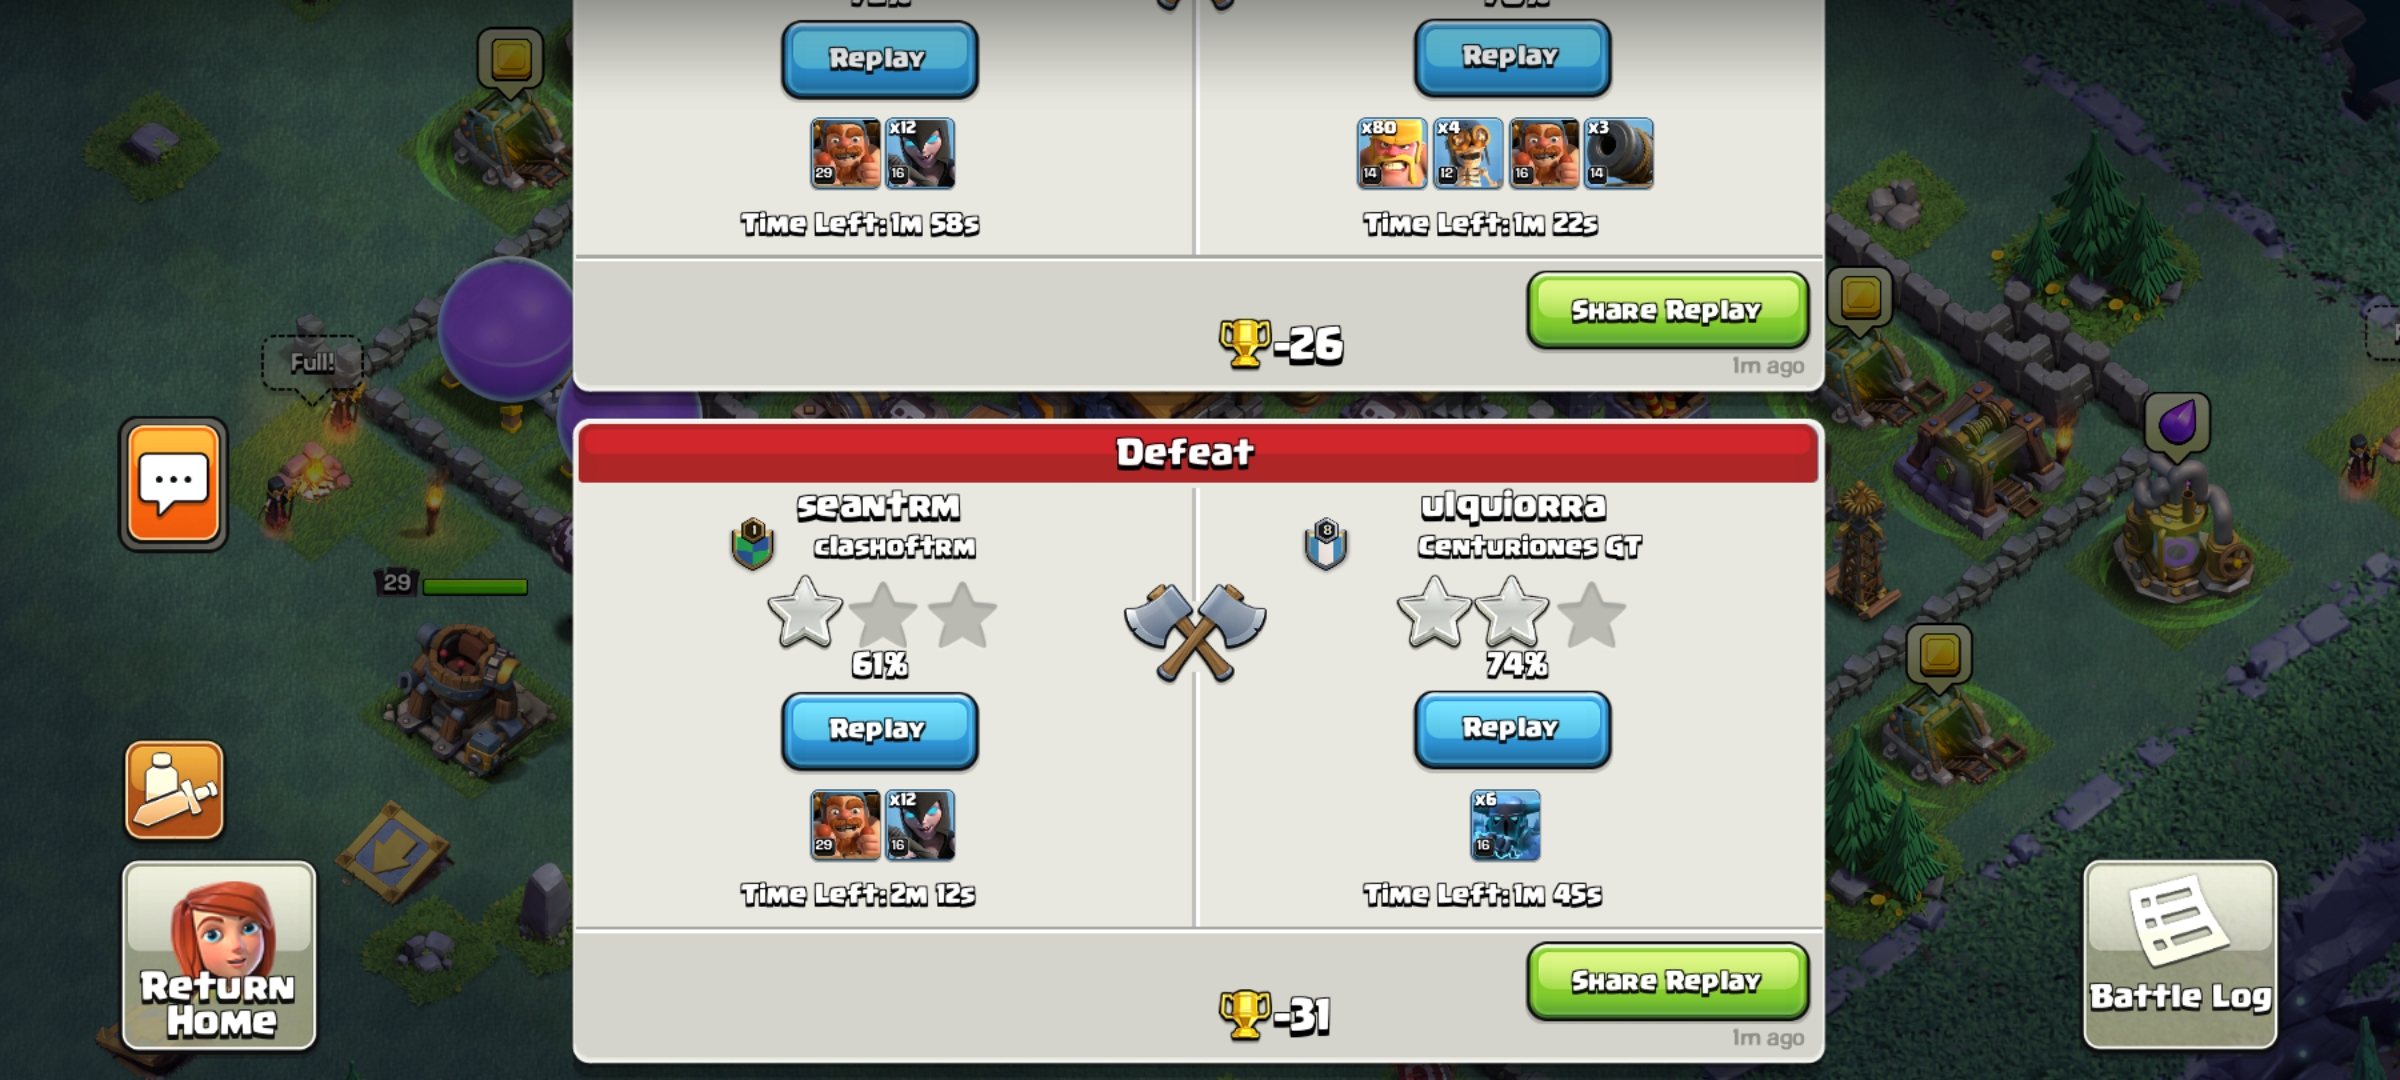 Replay
Replay
x12
29
16
x80
x4
x3
14
12
16
14
Time Left:1m 58s
Time Left:1m 22s
Share Replay
-26
1m ago
Full!
Defeat
seantrm
ulquiorra
1
clashoftrm
8
Centuriones GT
29
61%
74%
Replay
Replay
x12
29
16
x6
16
Time Left:2m 12s
Time Left:1m 45s
Share Replay
-31
1m ago
Return
Home
Battle Log